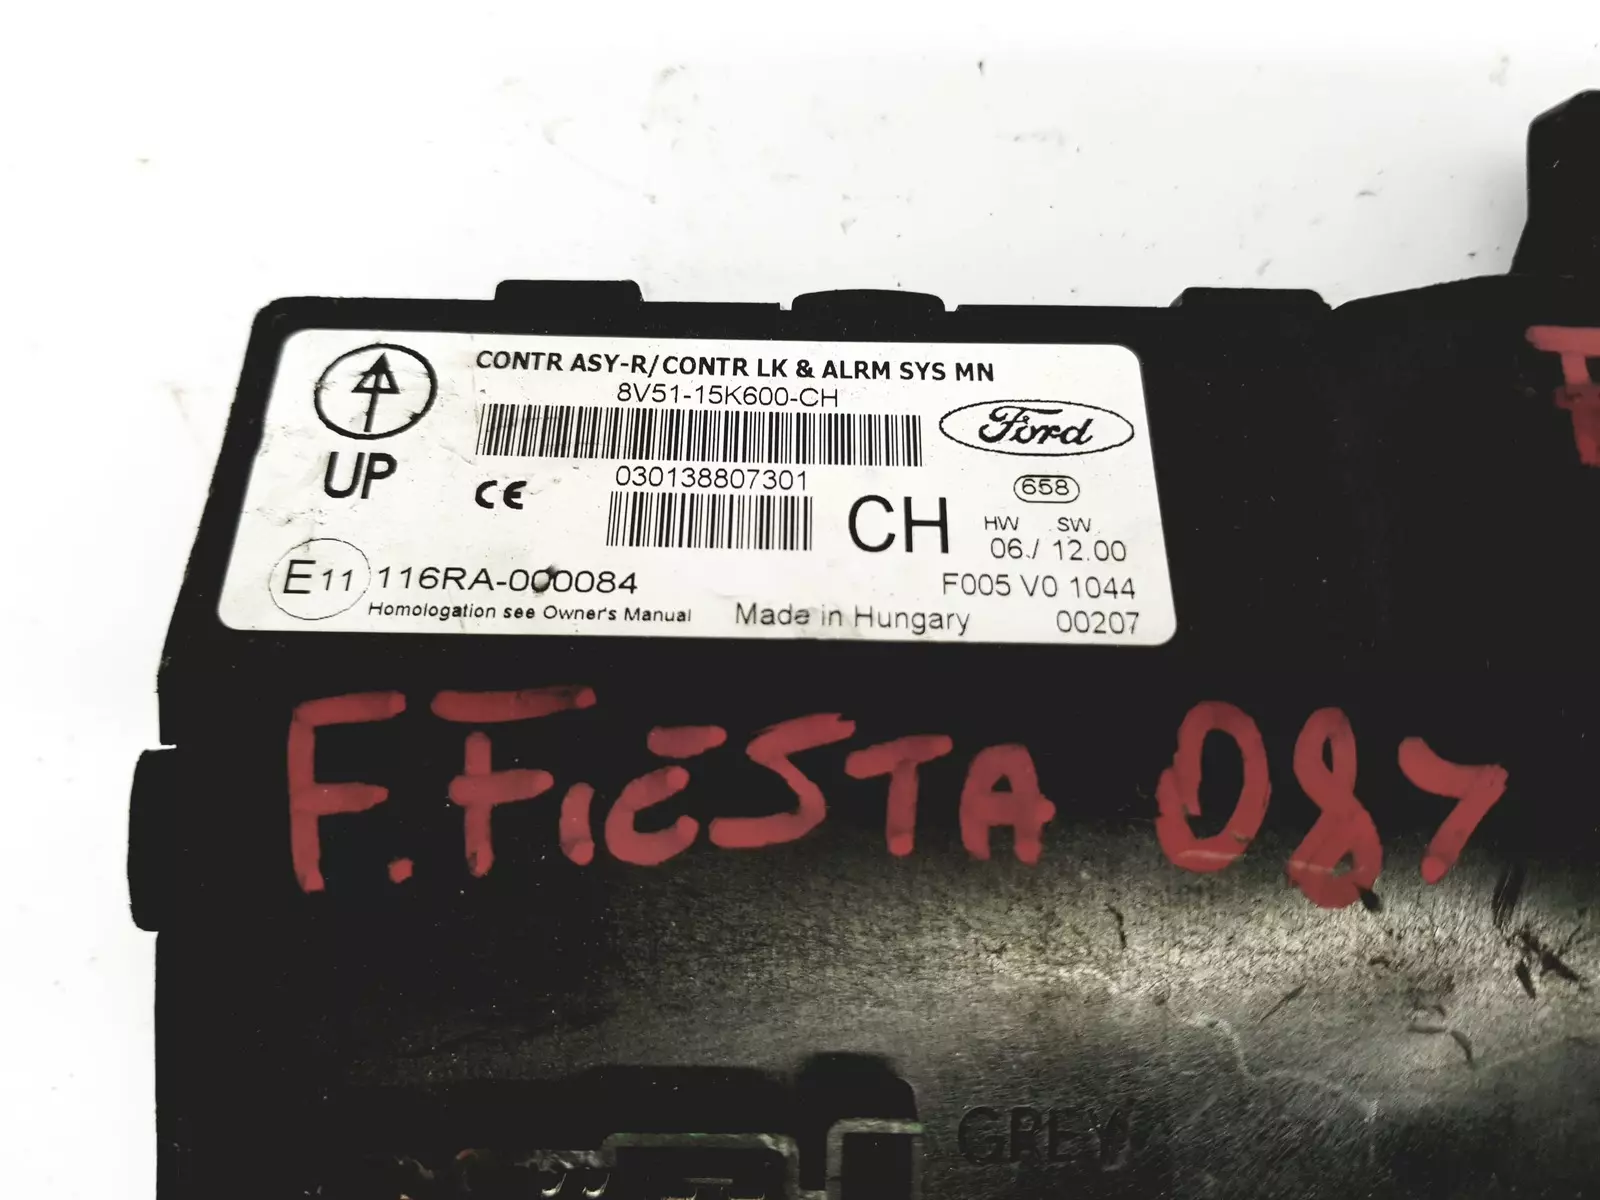 CONTR ASY-R/CONTR LK & ALRM SYS MN
8V51-15K600-CH
Ford
UP
CE
030138807301
CH
658
HW SW
06./ 12.00
E11 116RA-000084
F005 V0 1044
Homologation see Owner's Manual
Made in Hungary
00207
F. FiESTA 08
GREY